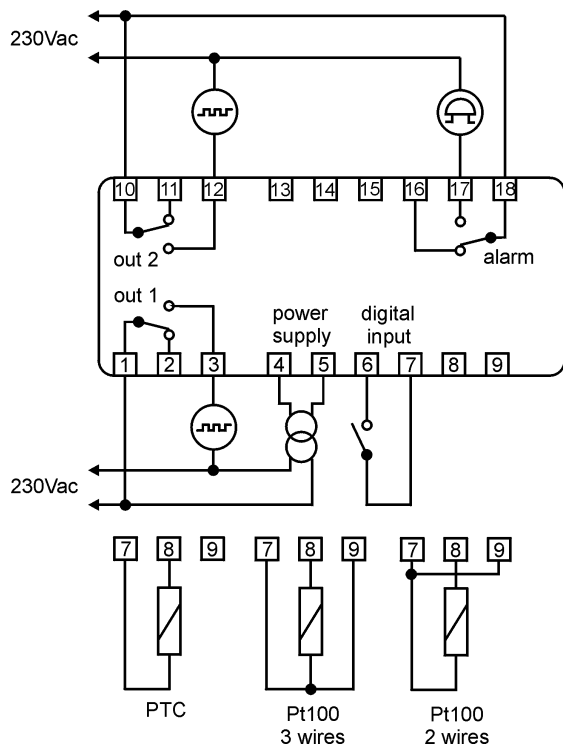 230Vac
10 11 12 13 14 15 16 17 18
out 2
alarm
out 1
power supply
digital input
1 2 3 4 5 6 7 8 9
230Vac
7 8 9 7 8 9 7 8 9
PTC
Pt100
3 wires
Pt100
2 wires